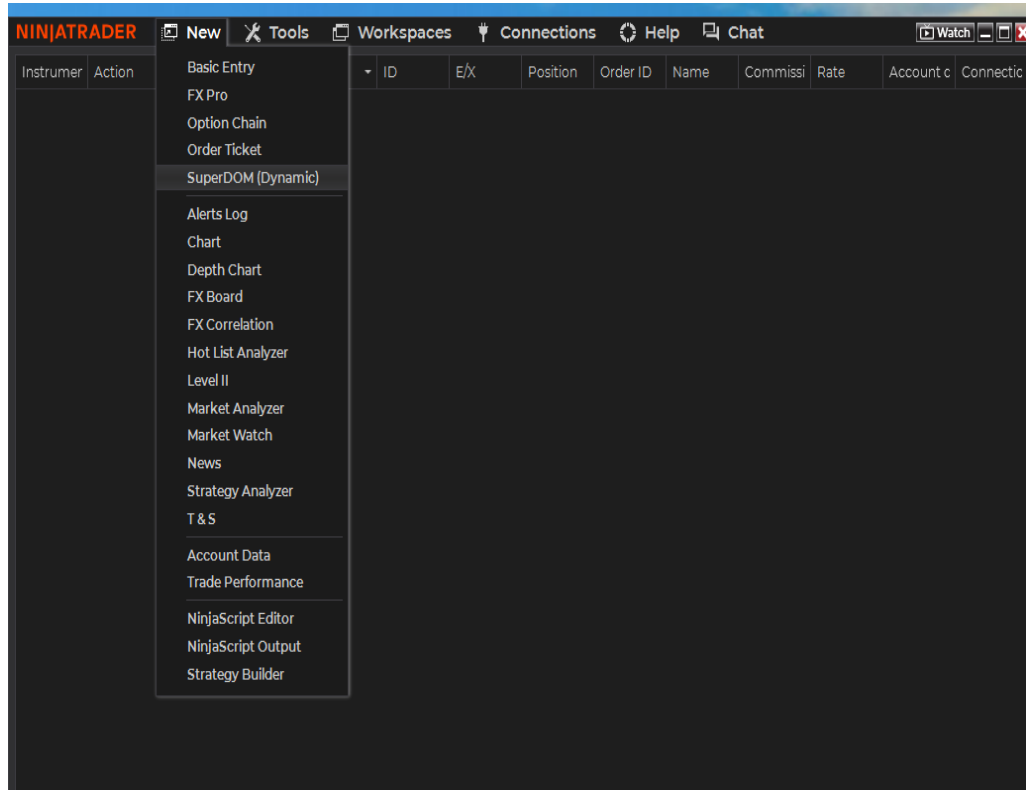 NINJATRADER New Tools Workspaces Connections Help Chat Watch
Instrumer Action ID E/X Position Order ID Name Commissi Rate Account c Connectic
Basic Entry
FX Pro
Option Chain
Order Ticket
SuperDOM (Dynamic)
Alerts Log
Chart
Depth Chart
FX Board
FX Correlation
Hot List Analyzer
Level II
Market Analyzer
Market Watch
News
Strategy Analyzer
T & S
Account Data
Trade Performance
NinjaScript Editor
NinjaScript Output
Strategy Builder